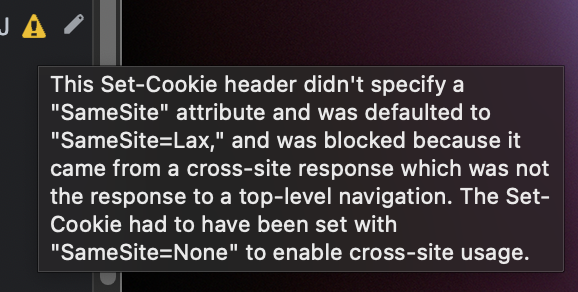 J
This Set-Cookie header didn't specify a
"SameSite" attribute and was defaulted to
"SameSite=Lax," and was blocked because it
came from a cross-site response which was not
the response to a top-level navigation. The Set-
Cookie had to have been set with
"SameSite=None" to enable cross-site usage.